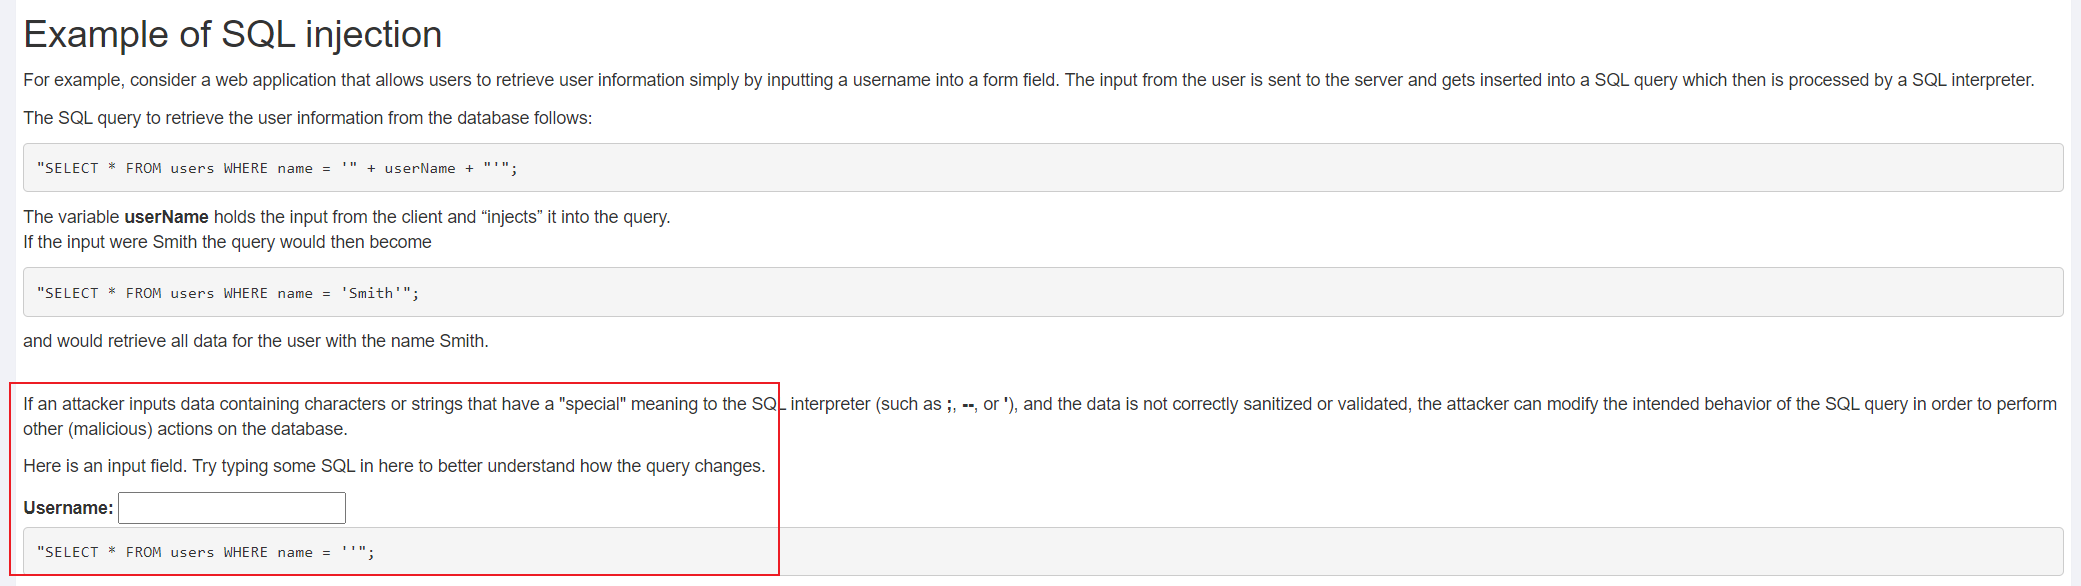 Example of SQL injection
For example, consider a web application that allows users to retrieve user information simply by inputting a username into a form field. The input from the user is sent to the server and gets inserted into a SQL query which then is processed by a SQL interpreter.
The SQL query to retrieve the user information from the database follows:
"SELECT * FROM users WHERE name = '" + userName + "'";
The variable userName holds the input from the client and “injects” it into the query.
If the input were Smith the query would then become
"SELECT * FROM users WHERE name = 'Smith'";
and would retrieve all data for the user with the name Smith.
If an attacker inputs data containing characters or strings that have a "special" meaning to the SQL interpreter (such as ;, --, or '), and the data is not correctly sanitized or validated, the attacker can modify the intended behavior of the SQL query in order to perform
other (malicious) actions on the database.
Here is an input field. Try typing some SQL in here to better understand how the query changes.
Username:
"SELECT * FROM users WHERE name = ''";